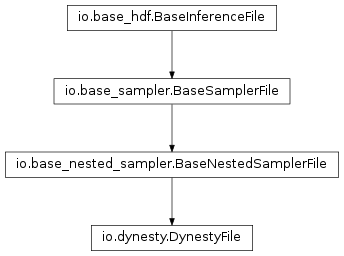 io.base_hdf.BaseInferenceFile
io.base_sampler.BaseSamplerFile
io.base_nested_sampler.BaseNestedSamplerFile
io.dynesty.DynestyFile